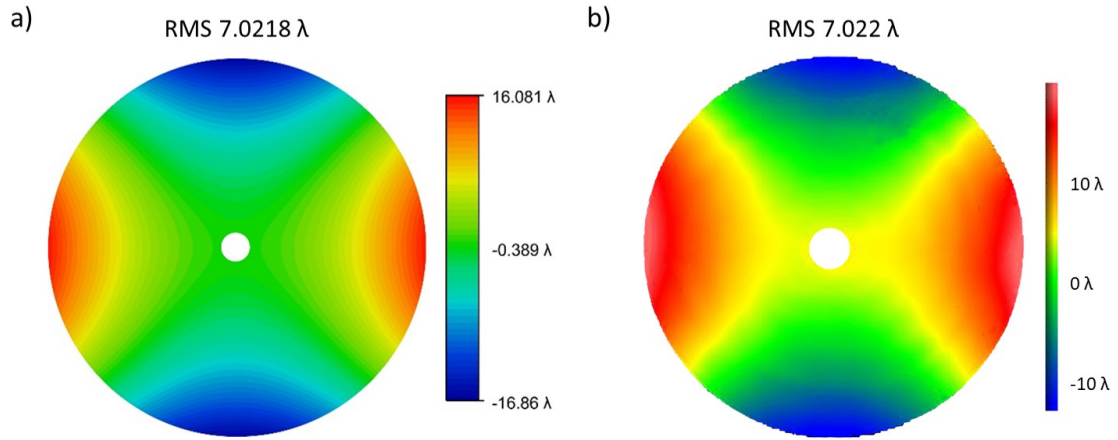 a)
RMS 7.0218 λ
16.081 λ
-0.389 λ
-16.86 λ
b)
RMS 7.022 λ
10 λ
0 λ
-10 λ